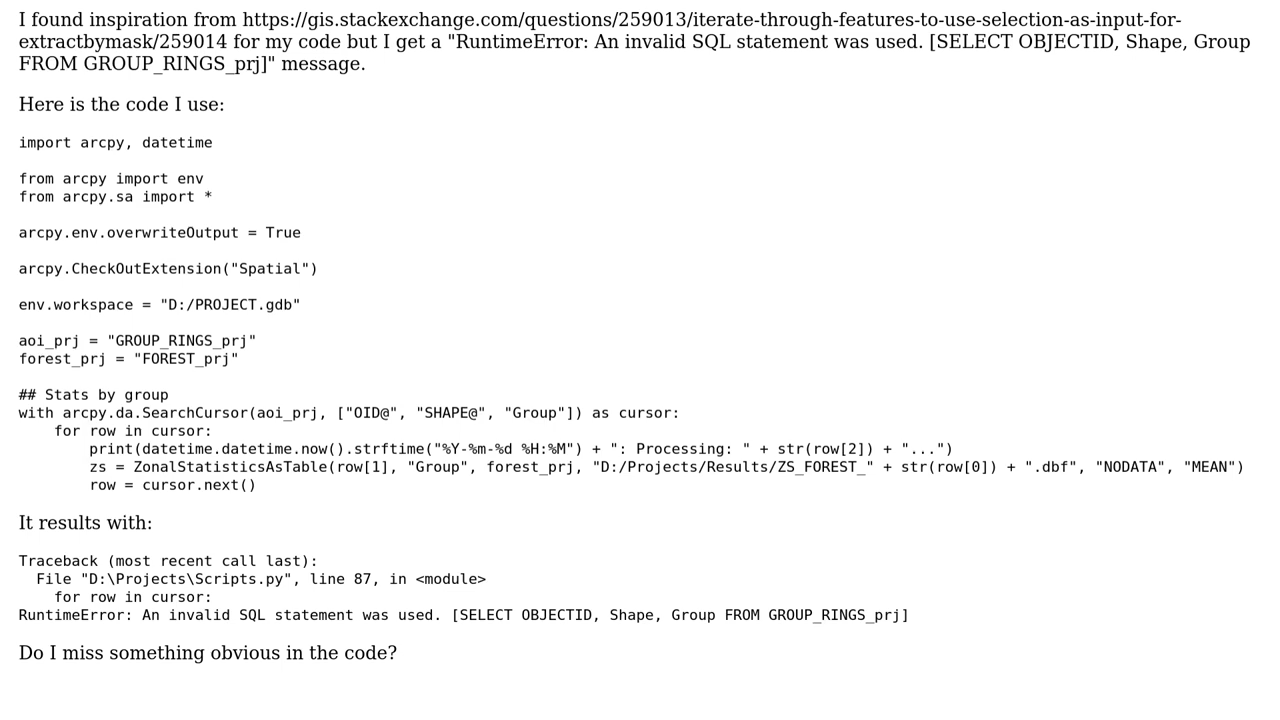 I found inspiration from https://gis.stackexchange.com/questions/259013/iterate-through-features-to-use-selection-as-input-for-
extractbymask/259014 for my code but I get a "RuntimeError: An invalid SQL statement was used. [SELECT OBJECTID, Shape, Group
FROM GROUP_RINGS_prj]" message.
Here is the code I use:
import arcpy, datetime
from arcpy import env
from arcpy.sa import *
arcpy.env.overwriteOutput = True
arcpy.CheckOutExtension("Spatial")
env.workspace = "D:/PROJECT.gdb"
aoi_prj = "GROUP_RINGS_prj"
forest_prj = "FOREST_prj"
## Stats by group
with arcpy.da.SearchCursor(aoi_prj, ["OID@", "SHAPE@", "Group"]) as cursor:
    for row in cursor:
        print(datetime.datetime.now().strftime("%Y-%m-%d %H:%M") + ": Processing: " + str(row[2]) + "...")
        zs = ZonalStatisticsAsTable(row[1], "Group", forest_prj, "D:/Projects/Results/ZS_FOREST_" + str(row[0]) + ".dbf", "NODATA", "MEAN")
        row = cursor.next()
It results with:
Traceback (most recent call last):
  File "D:\Projects\Scripts.py", line 87, in <module>
    for row in cursor:
RuntimeError: An invalid SQL statement was used. [SELECT OBJECTID, Shape, Group FROM GROUP_RINGS_prj]
Do I miss something obvious in the code?